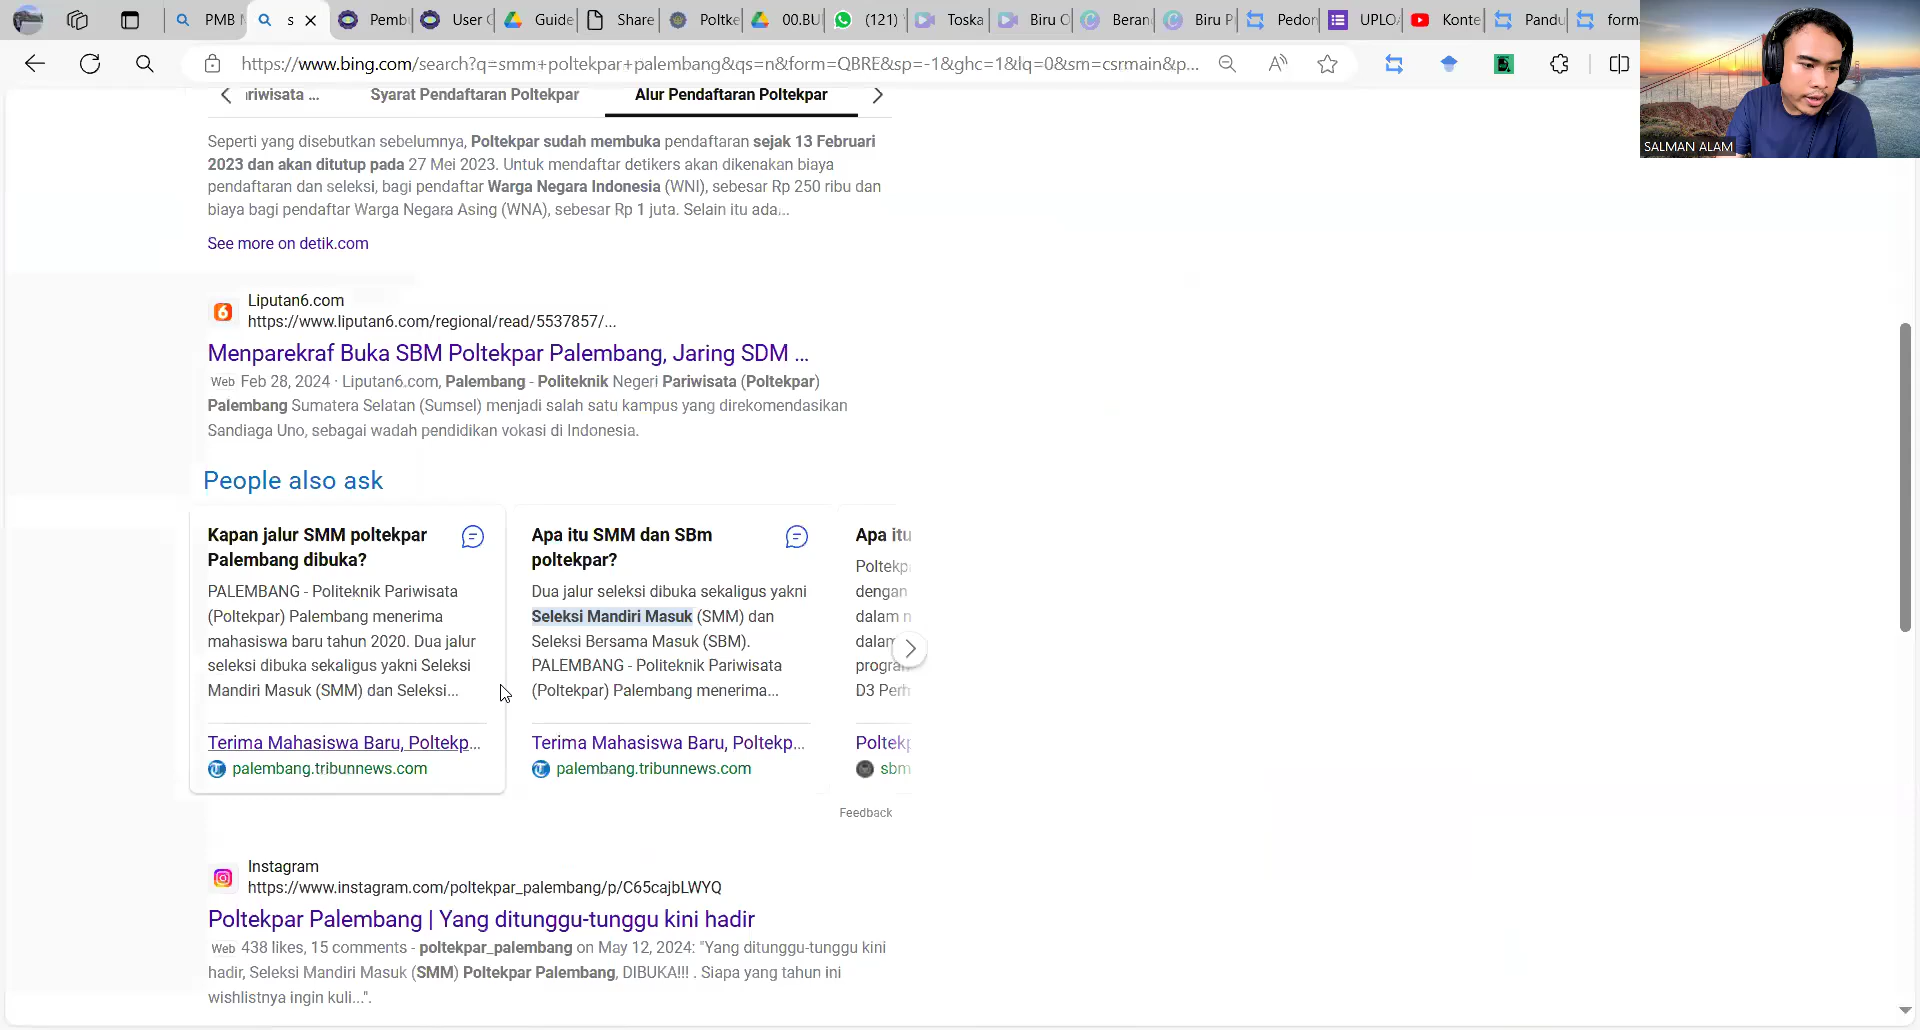 PMB
s
Pemb
User
Guide
Share
Poltke
00.BU
(121)
Toska
Biru
Beran
Biru P
Pedor
UPLO
Konte
Pandu
form
https://www.bing.com/search?q=smm+poltekpar+palembang&qs=n&form=QBRE&sp=-1&ghc=1&lq=0&sm=csrmain&p...
SALMAN ALAM
riwisata ...
Syarat Pendaftaran Poltekpar
Alur Pendaftaran Poltekpar
Seperti yang disebutkan sebelumnya, Poltekpar sudah membuka pendaftaran sejak 13 Februari
2023 dan akan ditutup pada 27 Mei 2023. Untuk mendaftar detikers akan dikenakan biaya
pendaftaran dan seleksi, bagi pendaftar Warga Negara Indonesia (WNI), sebesar Rp 250 ribu dan
biaya bagi pendaftar Warga Negara Asing (WNA), sebesar Rp 1 juta. Selain itu ada...
See more on detik.com
Liputan6.com
https://www.liputan6.com/regional/read/5537857/...
Menparekraf Buka SBM Poltekpar Palembang, Jaring SDM ...
Web Feb 28, 2024 · Liputan6.com, Palembang - Politeknik Negeri Pariwisata (Poltekpar)
Palembang Sumatera Selatan (Sumsel) menjadi salah satu kampus yang direkomendasikan
Sandiaga Uno, sebagai wadah pendidikan vokasi di Indonesia.
People also ask
Kapan jalur SMM poltekpar
Palembang dibuka?
PALEMBANG - Politeknik Pariwisata
(Poltekpar) Palembang menerima
mahasiswa baru tahun 2020. Dua jalur
seleksi dibuka sekaligus yakni Seleksi
Mandiri Masuk (SMM) dan Seleksi...
Terima Mahasiswa Baru, Poltekp...
palembang.tribunnews.com
Apa itu SMM dan SBm
poltekpar?
Dua jalur seleksi dibuka sekaligus yakni
Seleksi Mandiri Masuk (SMM) dan
Seleksi Bersama Masuk (SBM).
PALEMBANG - Politeknik Pariwisata
(Poltekpar) Palembang menerima...
Terima Mahasiswa Baru, Poltekp...
palembang.tribunnews.com
Apa itu
Poltekp
dengan
dalam n
dalam
progra
D3 Perh
Poltekp
sbm
Feedback
Instagram
https://www.instagram.com/poltekpar_palembang/p/C65cajbLWYQ
Poltekpar Palembang | Yang ditunggu-tunggu kini hadir
Web 438 likes, 15 comments - poltekpar_palembang on May 12, 2024: "Yang ditunggu-tunggu kini
hadir, Seleksi Mandiri Masuk (SMM) Poltekpar Palembang, DIBUKA!!! . Siapa yang tahun ini
wishlistnya ingin kuli...".